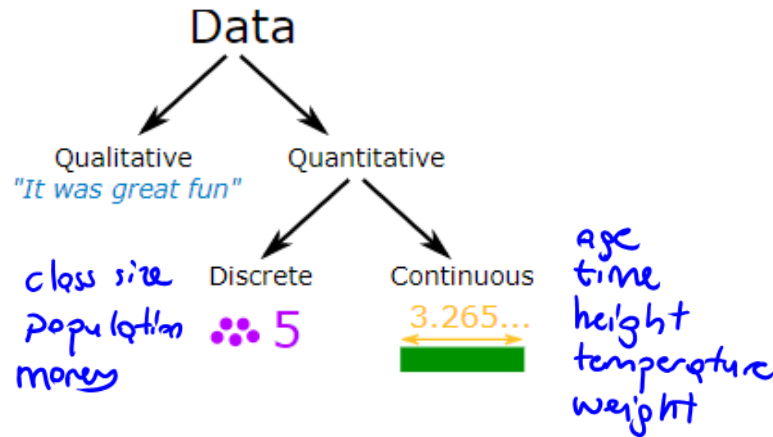 Data
Qualitative Quantitative
"It was great fun"
class size Discrete Continuous age
population 5 3.265... time
money height
temperature
weight